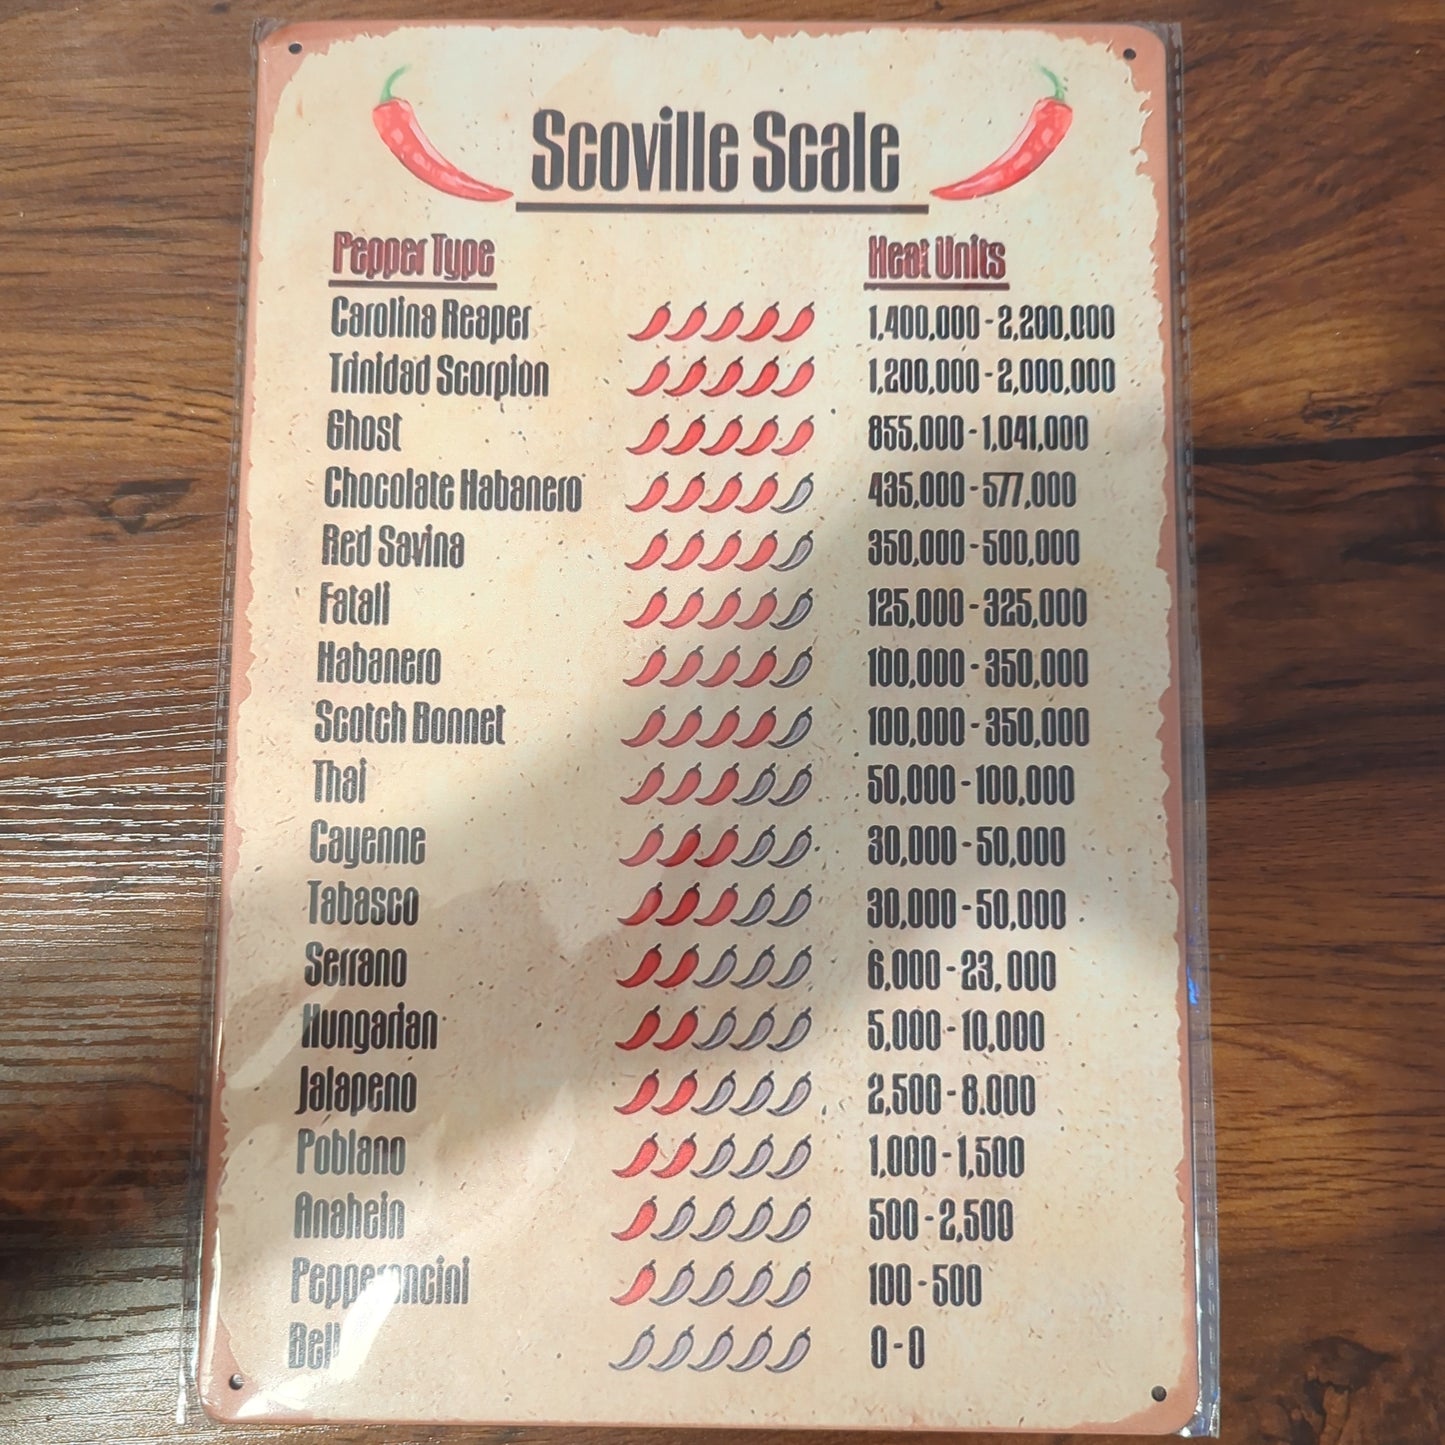 Scoville Scale
Pepper Type Heat Units
Carolina Reaper 1,400,000 - 2,200,000
Trinidad Scorpion 1,200,000 - 2,000,000
Ghost 855,000 - 1,041,000
Chocolate Habanero 435,000 - 577,000
Red Savina 350,000 - 500,000
Fatali 125,000 - 325,000
Habanero 100,000 - 350,000
Scotch Bonnet 100,000 - 350,000
Thai 50,000 - 100,000
Cayenne 30,000 - 50,000
Tabasco 30,000 - 50,000
Serrano 6,000 - 23, 000
Hungarian 5,000 - 10,000
Jalapeno 2,500 - 8.000
Poblano 1,000 - 1,500
Anahein 500 - 2,500
Pepperoncini 100 - 500
Bell 0 - 0